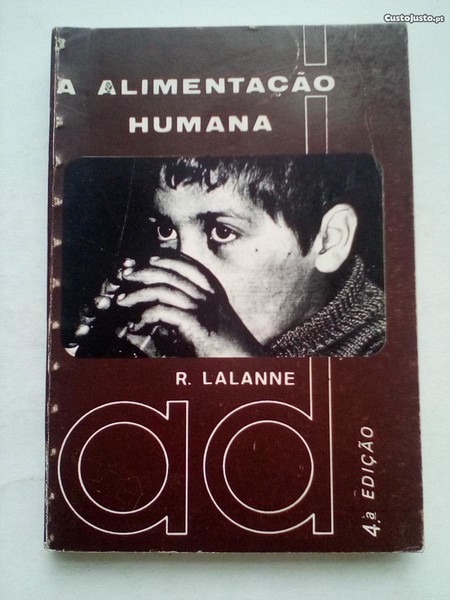 CustoJusto.pt
A ALIMENTAÇÃO
HUMANA
R. LALANNE
ad
4.ª EDIÇÃO